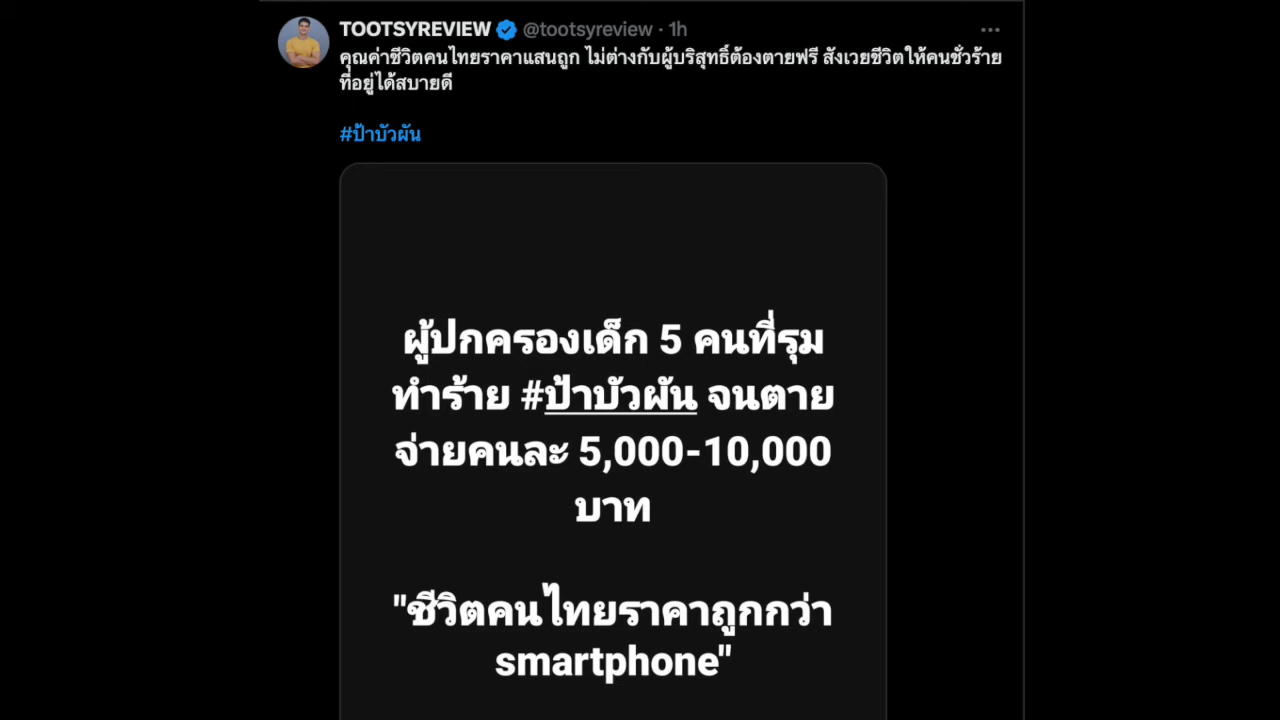 TOOTSYREVIEW @tootsyreview · 1h
คุณค่าชีวิตคนไทยราคาแสนถูก ไม่ต่างกับผู้บริสุทธิ์ต้องตายฟรี สังเวยชีวิตให้คนชั่วร้าย
ที่อยู่ได้สบายดี
#ป้าบัวผัน
ผู้ปกครองเด็ก 5 คนที่รุม
ทำร้าย #ป้าบัวผัน จนตาย
จ่ายคนละ 5,000-10,000
บาท
"ชีวิตคนไทยราคาถูกกว่า
smartphone"